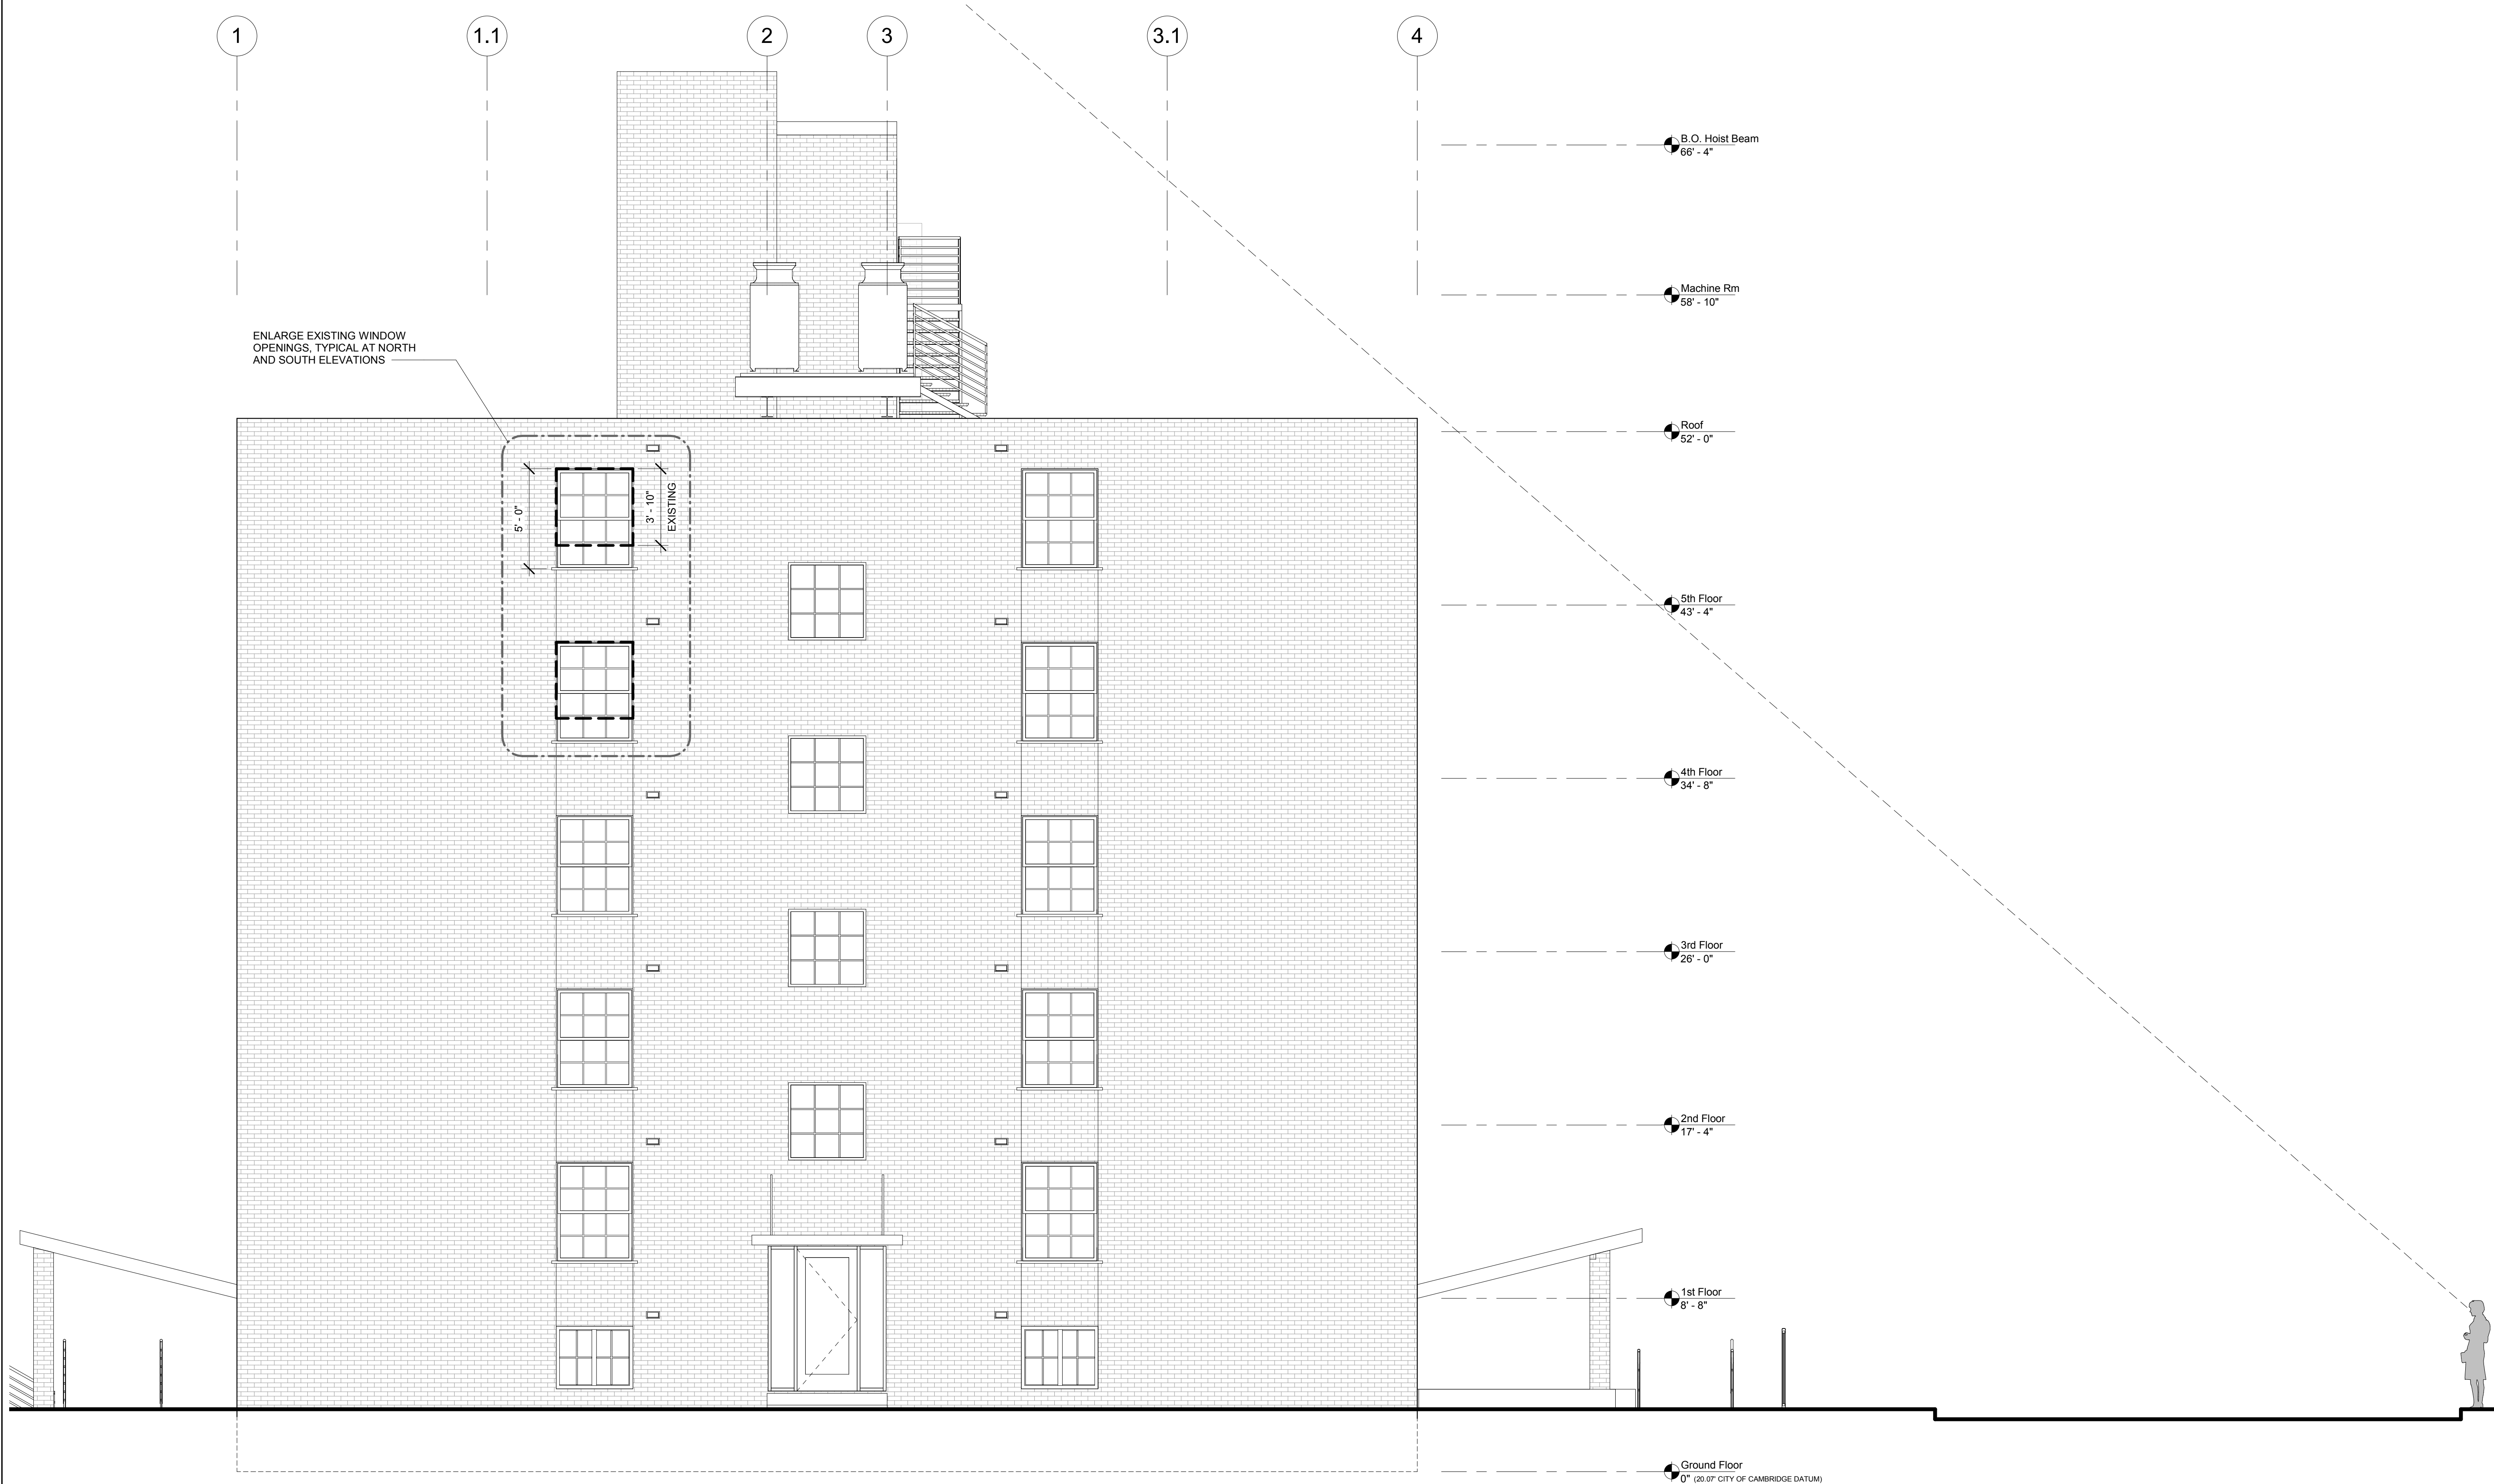 1
1.1
2
3
3.1
4
B.O. Hoist Beam
66' - 4"
Machine Rm
58' - 10"
ENLARGE EXISTING WINDOW
OPENINGS, TYPICAL AT NORTH
AND SOUTH ELEVATIONS
Roof
52' - 0"
5' - 0"
3' - 10"
EXISTING
5th Floor
43' - 4"
4th Floor
34' - 8"
3rd Floor
26' - 0"
2nd Floor
17' - 4"
1st Floor
8' - 8"
Ground Floor
0" (20.07' CITY OF CAMBRIDGE DATUM)